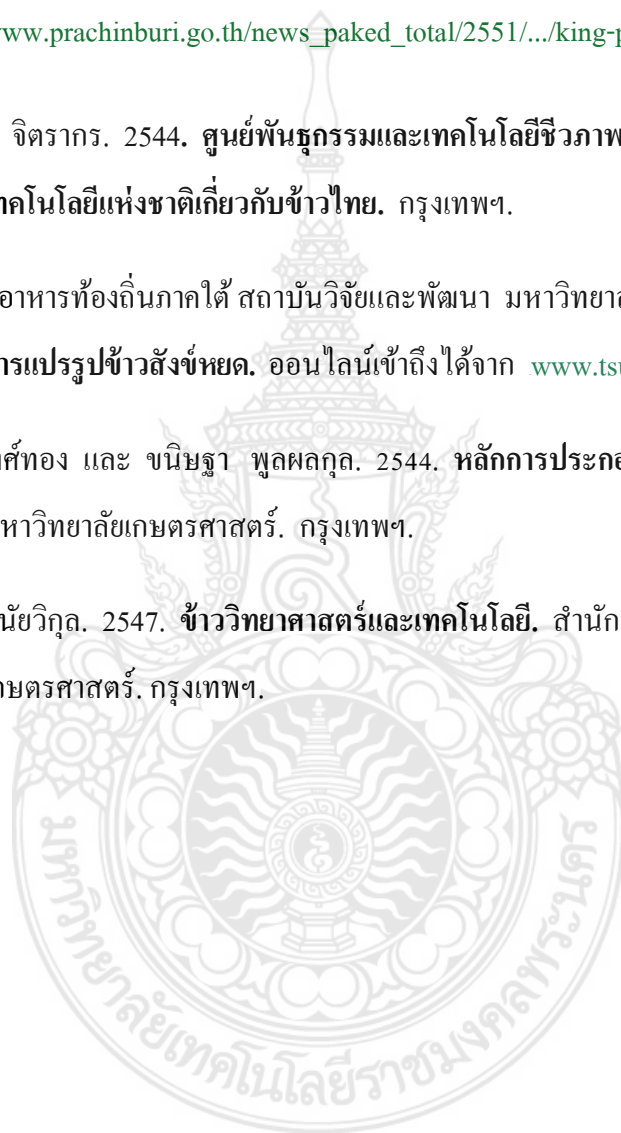 www.prachinburi.go.th/news_paked_total/2551/.../king-p
จิตรากร. 2544. ศูนย์พันธุกรรมและเทคโนโลยีชีวภาพ
ทคโนโลยีแห่งชาติเกี่ยวกับข้าวไทย. กรุงเทพฯ.
อาหารท้องถิ่นภาคใต้ สถาบันวิจัยและพัฒนา มหาวิทยาล
การแปรรูปข้าวสังข์หยด. ออนไลน์เข้าถึงได้จาก www.tsu
ศ์ทอง และ ขนิษฐา พูลผลกุล. 2544. หลักการประกอ
หาวิทยาลัยเกษตรศาสตร์. กรุงเทพฯ.
นัยวิกุล. 2547. ข้าววิทยาศาสตร์และเทคโนโลยี. สำนัก
กษตรศาสตร์. กรุงเทพฯ.
มหาวิทยาลัยเทคโนโลยีราชมงคลพระนคร